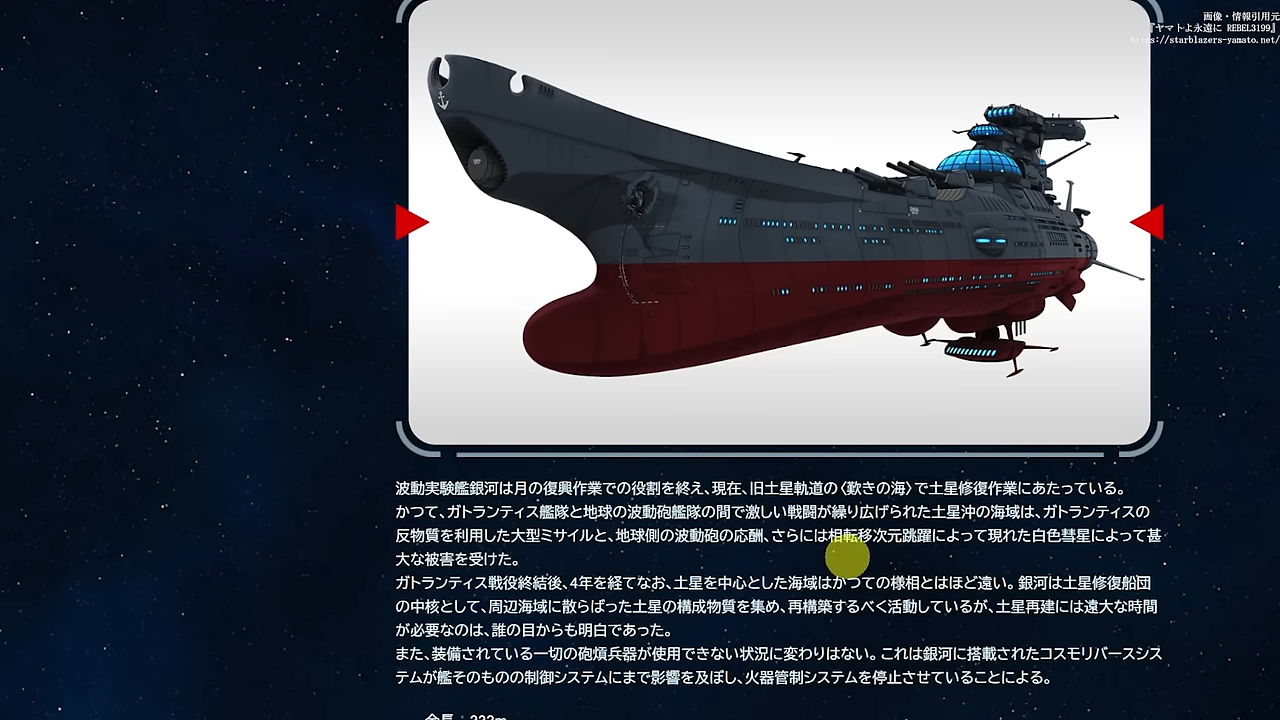 画像・情報引用元
『ヤマトよ永遠に REBEL3199』
https://starblazers-yamato.net/
波動実験艦銀河は月の復興作業での役割を終え、現在、旧土星軌道の〈歎きの海〉で土星修復作業にあたっている。
かつて、ガトランティス艦隊と地球の波動砲艦隊の間で激しい戦闘が繰り広げられた土星沖の海域は、ガトランティスの
反物質を利用した大型ミサイルと、地球側の波動砲の応酬、さらには相転移次元跳躍によって現れた白色彗星によって甚
大な被害を受けた。
ガトランティス戦役終結後、4年を経てなお、土星を中心とした海域はかつての様相とはほど遠い。銀河は土星修復船団
の中核として、周辺海域に散らばった土星の構成物質を集め、再構築するべく活動しているが、土星再建には遠大な時間
が必要なのは、誰の目からも明白であった。
また、装備されている一切の砲熕兵器が使用できない状況に変わりはない。これは銀河に搭載されたコスモリバースシス
テムが艦そのものの制御システムにまで影響を及ぼし、火器管制システムを停止させていることによる。
全長：333m